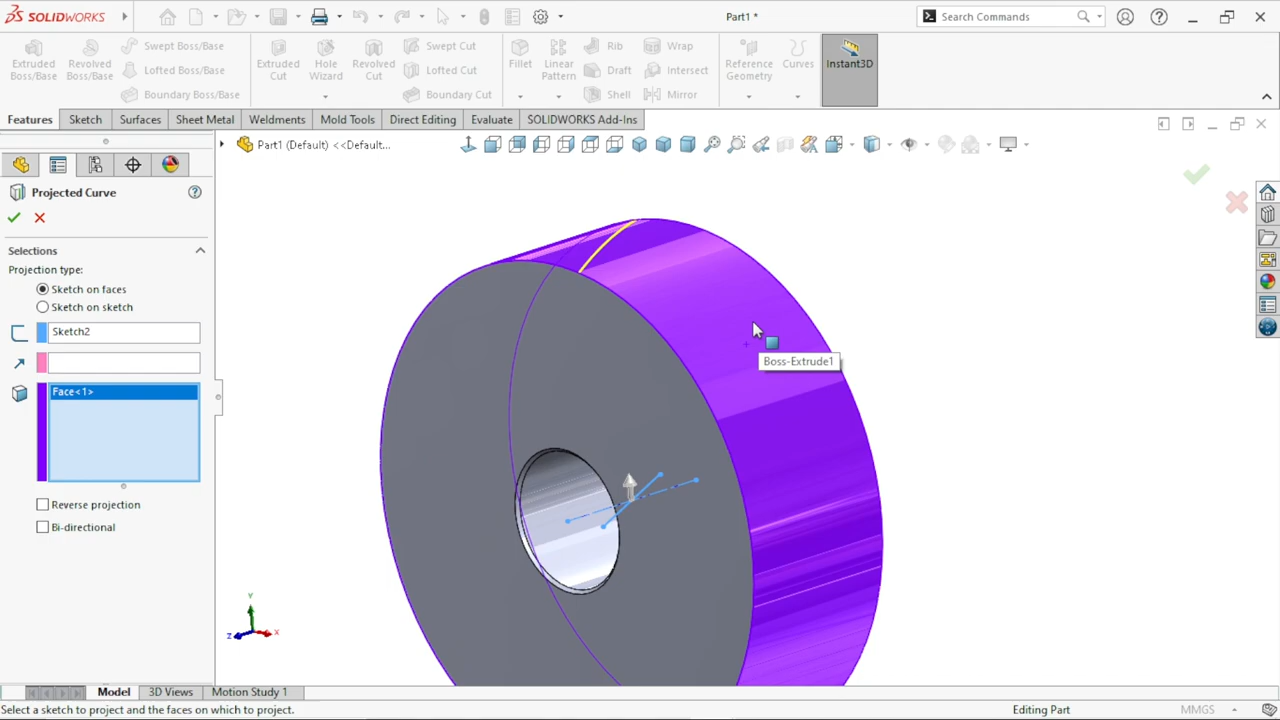 SOLIDWORKS
Part1 *
Search Commands
Extruded Boss/Base
Revolved Boss/Base
Swept Boss/Base
Lofted Boss/Base
Boundary Boss/Base
Extruded Cut
Hole Wizard
Revolved Cut
Swept Cut
Lofted Cut
Boundary Cut
Fillet
Linear Pattern
Rib
Draft
Shell
Wrap
Intersect
Mirror
Reference Geometry
Curves
Instant3D
Features
Sketch
Surfaces
Sheet Metal
Weldments
Mold Tools
Direct Editing
Evaluate
SOLIDWORKS Add-Ins
Part1 (Default) <<Default...
Projected Curve
Selections
Projection type:
Sketch on faces
Sketch on sketch
Sketch2
Face<1>
Reverse projection
Bi-directional
Boss-Extrude1
Y
Z
X
Model
3D Views
Motion Study 1
Select a sketch to project and the faces on which to project.
Editing Part
MMGS